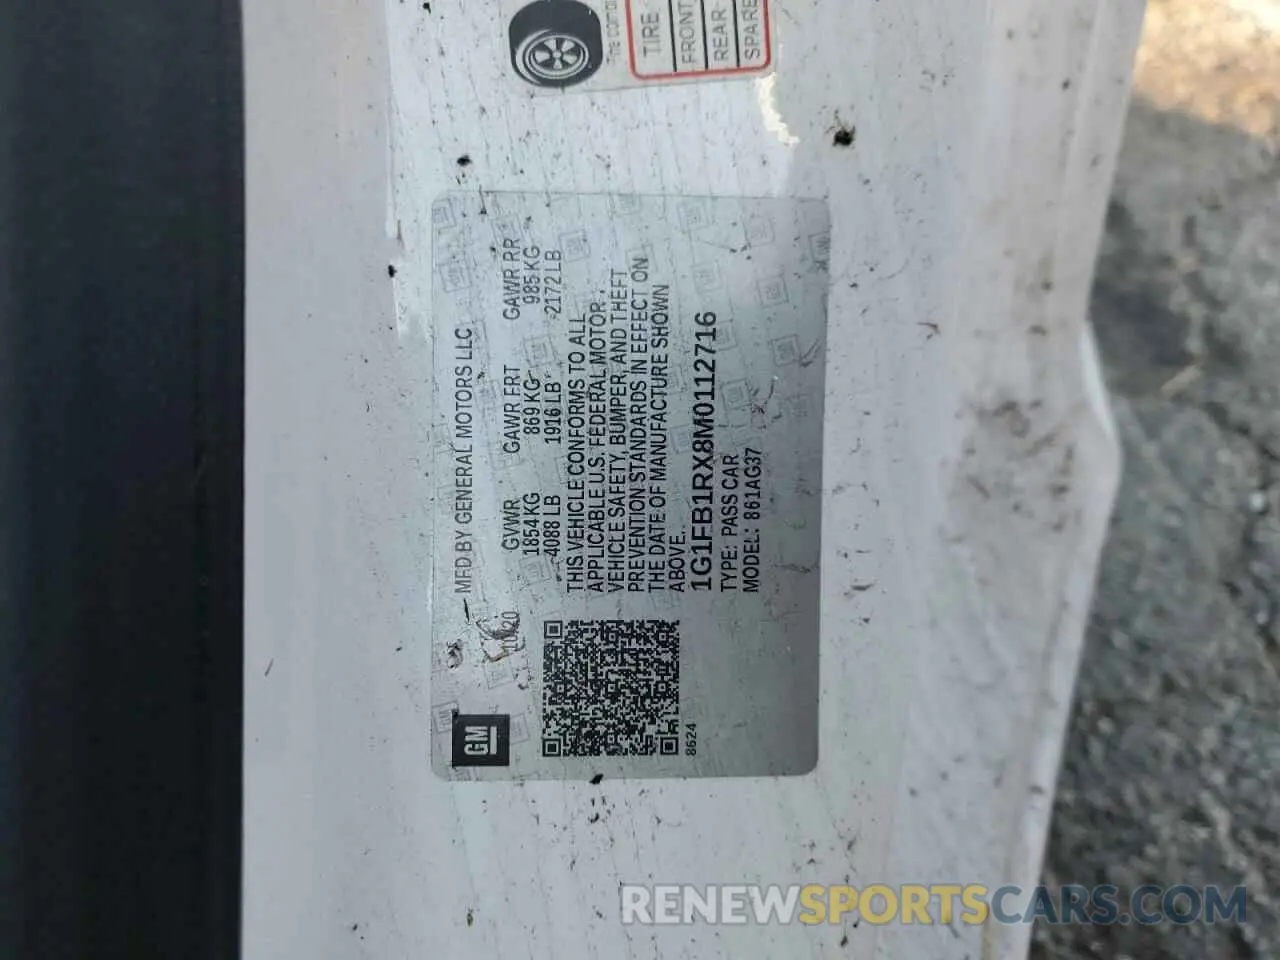 TIRE
FRONT
REAR
SPARE
MFD BY GENERAL MOTORS LLC
10/20
GVWR GAWR FRT GAWR RR
1854 KG 869 KG 985 KG
4088 LB 1916 LB 2172 LB
THIS VEHICLE CONFORMS TO ALL
APPLICABLE U.S. FEDERAL MOTOR
VEHICLE SAFETY, BUMPER, AND THEFT
PREVENTION STANDARDS IN EFFECT ON
THE DATE OF MANUFACTURE SHOWN
ABOVE.
1G1FB1RX8M0112716
TYPE: PASS CAR
MODEL: 861AG37
GM
8624
RENEWSPORTSCARS.COM